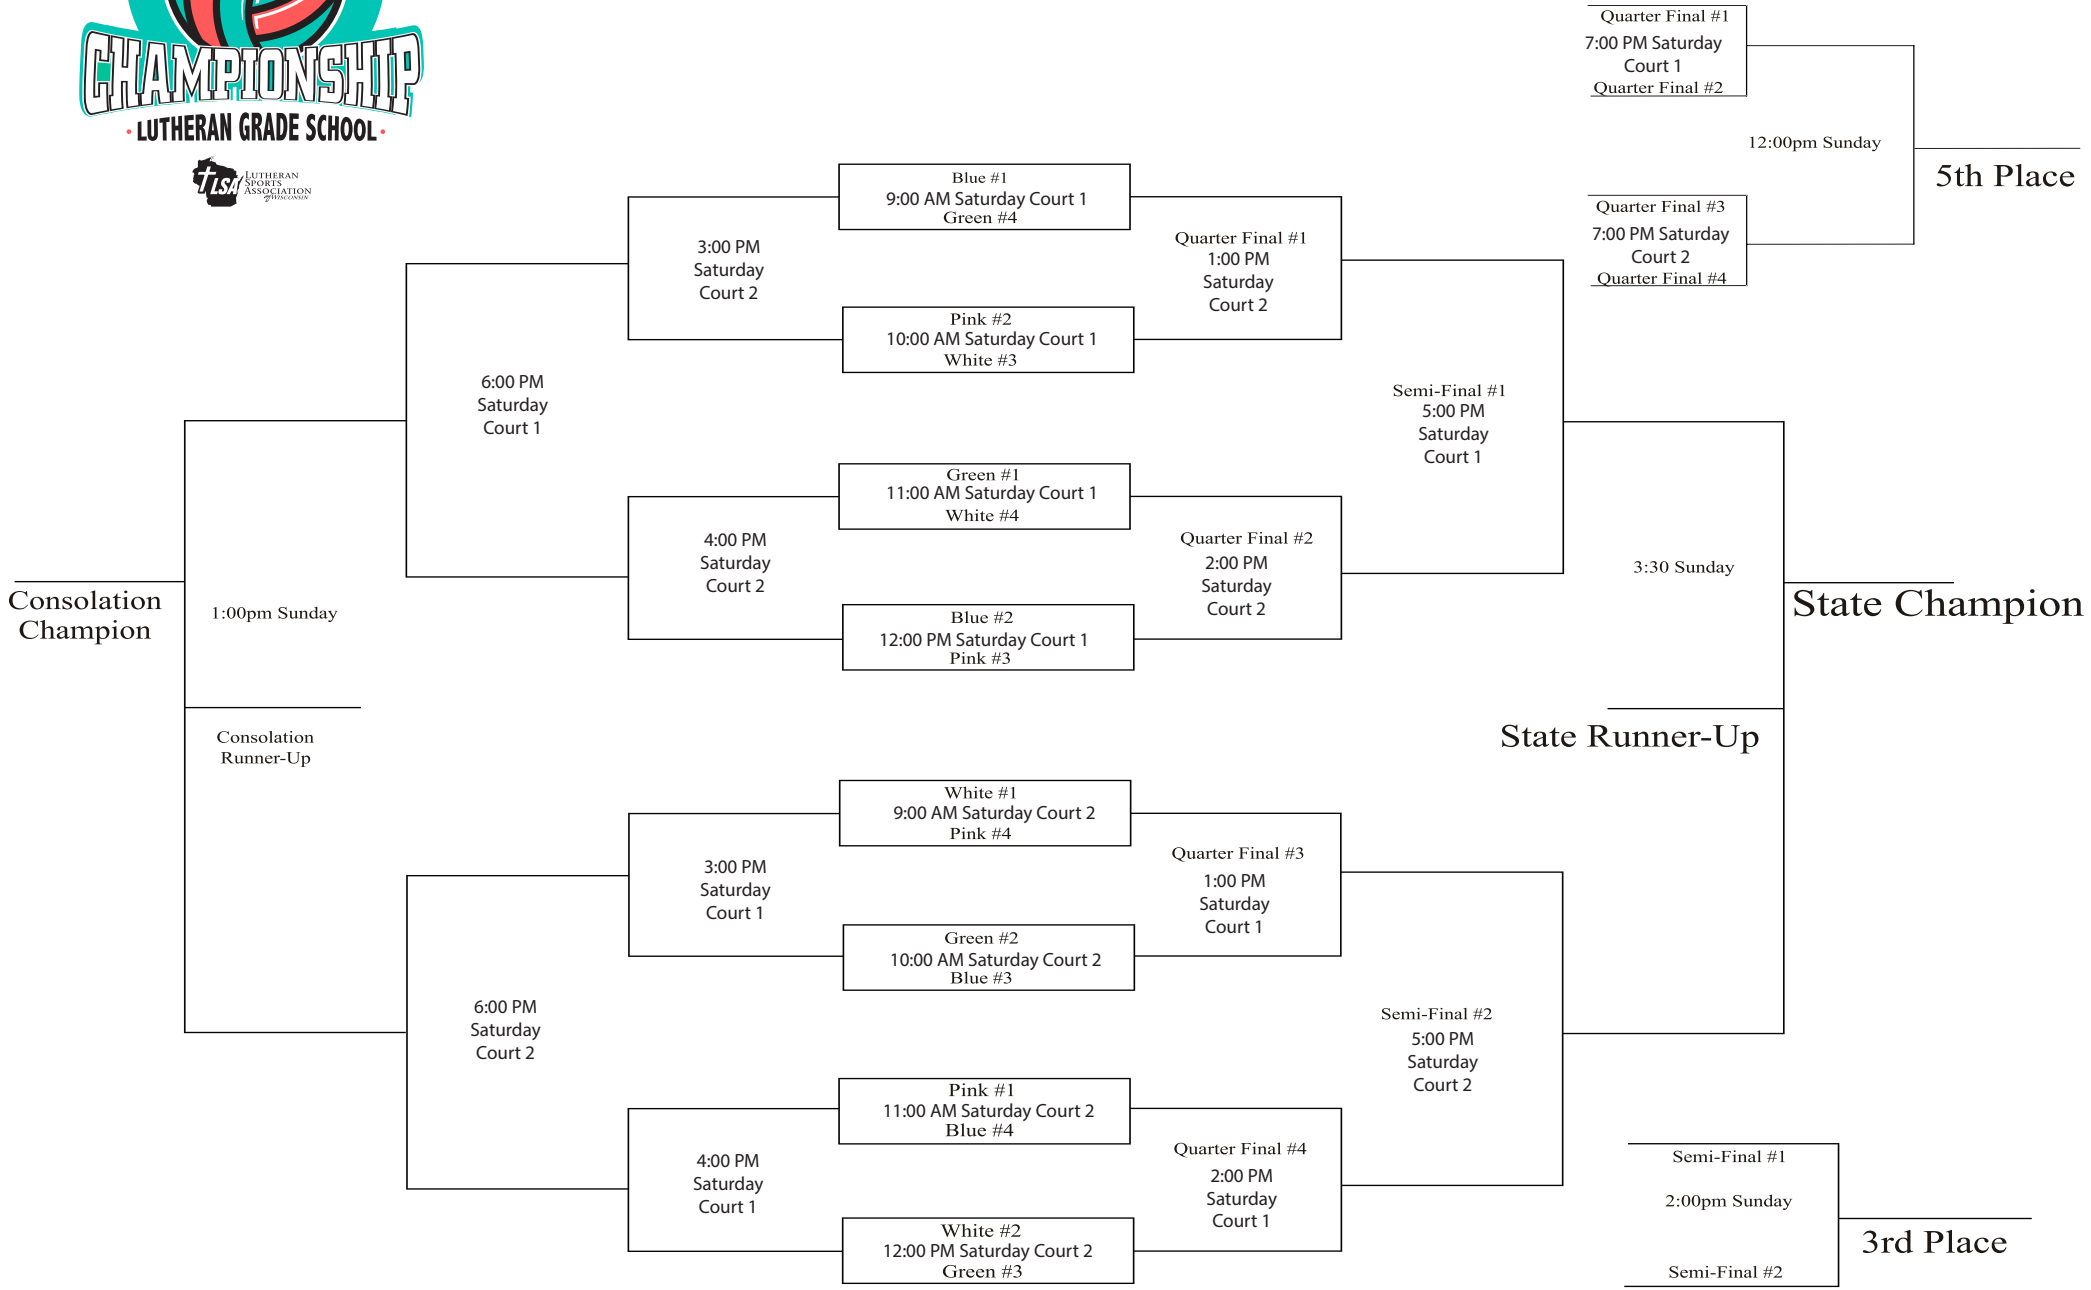 CHAMPIONSHIP
• LUTHERAN GRADE SCHOOL •
LSA
LUTHERAN
SPORTS
ASSOCIATION
of WISCONSIN
Quarter Final #1
7:00 PM Saturday
Court 1
Quarter Final #2
12:00pm Sunday
5th Place
Quarter Final #3
7:00 PM Saturday
Court 2
Quarter Final #4
Blue #1
9:00 AM Saturday Court 1
Green #4
3:00 PM
Saturday
Court 2
Quarter Final #1
1:00 PM
Saturday
Court 2
Pink #2
10:00 AM Saturday Court 1
White #3
6:00 PM
Saturday
Court 1
Semi-Final #1
5:00 PM
Saturday
Court 1
Green #1
11:00 AM Saturday Court 1
White #4
4:00 PM
Saturday
Court 2
Quarter Final #2
2:00 PM
Saturday
Court 2
Blue #2
12:00 PM Saturday Court 1
Pink #3
Consolation
Champion
1:00pm Sunday
3:30 Sunday
State Champion
Consolation
Runner-Up
State Runner-Up
White #1
9:00 AM Saturday Court 2
Pink #4
3:00 PM
Saturday
Court 1
Quarter Final #3
1:00 PM
Saturday
Court 1
Green #2
10:00 AM Saturday Court 2
Blue #3
6:00 PM
Saturday
Court 2
Semi-Final #2
5:00 PM
Saturday
Court 2
Pink #1
11:00 AM Saturday Court 2
Blue #4
4:00 PM
Saturday
Court 1
Quarter Final #4
2:00 PM
Saturday
Court 1
White #2
12:00 PM Saturday Court 2
Green #3
Semi-Final #1
2:00pm Sunday
3rd Place
Semi-Final #2